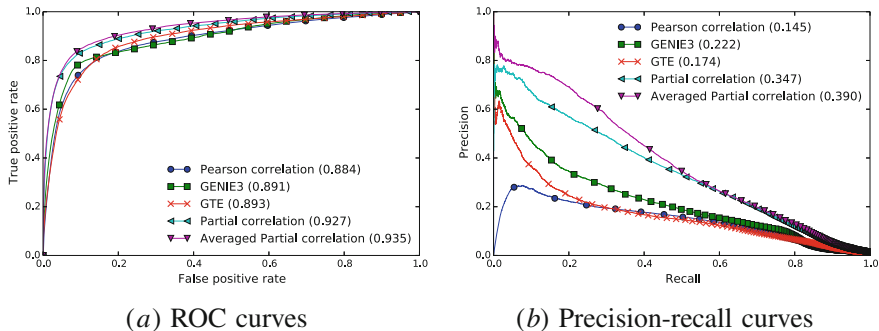 1.0
0.8
0.6
0.4
0.2
0.0
0.0 0.2 0.4 0.6 0.8 1.0
True positive rate
False positive rate
Pearson correlation (0.884)
GENIE3 (0.891)
GTE (0.893)
Partial correlation (0.927)
Averaged Partial correlation (0.935)
(a) ROC curves
1.0
0.8
0.6
0.4
0.2
0.0
0.0 0.2 0.4 0.6 0.8 1.0
Precision
Recall
Pearson correlation (0.145)
GENIE3 (0.222)
GTE (0.174)
Partial correlation (0.347)
Averaged Partial correlation (0.390)
(b) Precision-recall curves